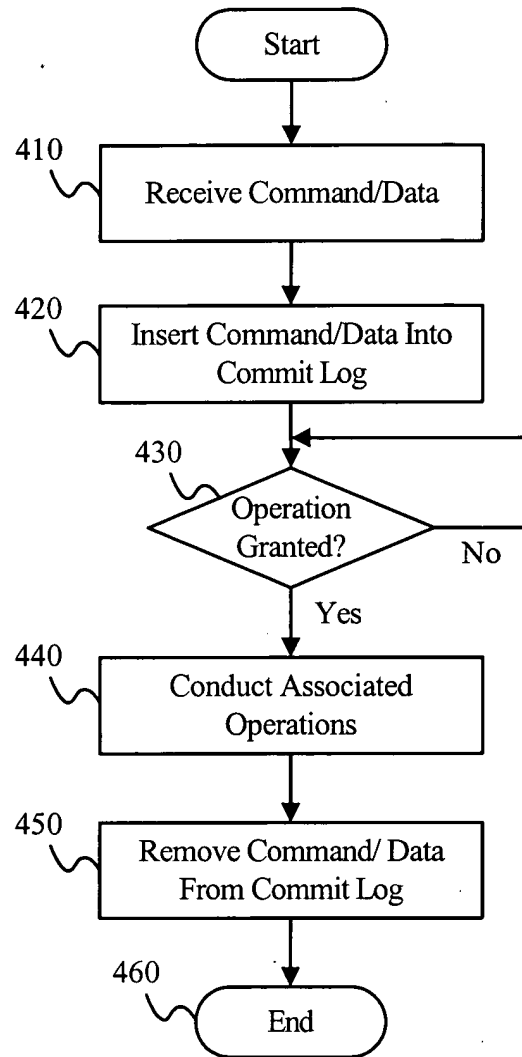 Start
410
Receive Command/Data
420
Insert Command/Data Into
Commit Log
430
Operation
Granted?
No
Yes
440
Conduct Associated
Operations
450
Remove Command/ Data
From Commit Log
460
End